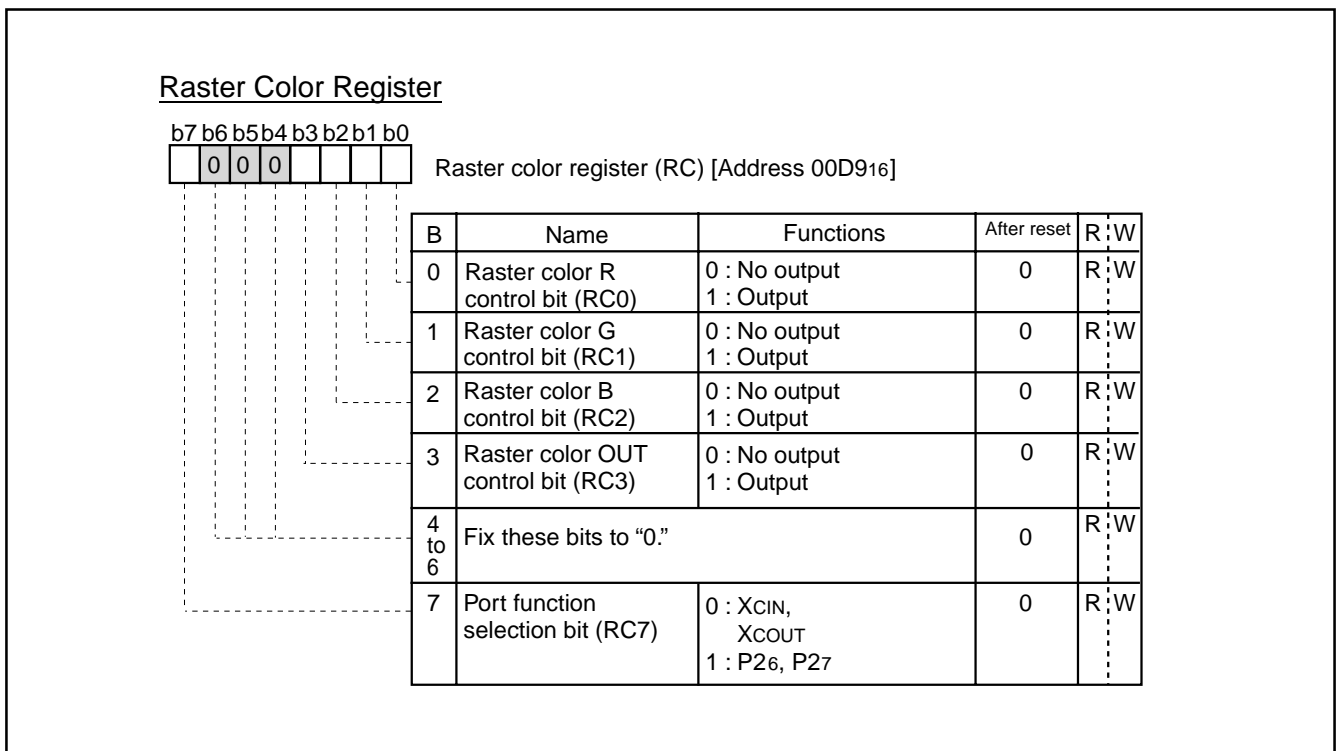 Raster Color Register
b7 b6 b5 b4 b3 b2 b1 b0
0 0 0
Raster color register (RC) [Address 00D916]
B Name Functions After reset R W
0 Raster color R control bit (RC0) 0 : No output 1 : Output 0 R W
1 Raster color G control bit (RC1) 0 : No output 1 : Output 0 R W
2 Raster color B control bit (RC2) 0 : No output 1 : Output 0 R W
3 Raster color OUT control bit (RC3) 0 : No output 1 : Output 0 R W
4 to 6 Fix these bits to “0.” 0 R W
7 Port function selection bit (RC7) 0 : XCIN, XCOUT 1 : P26, P27 0 R W